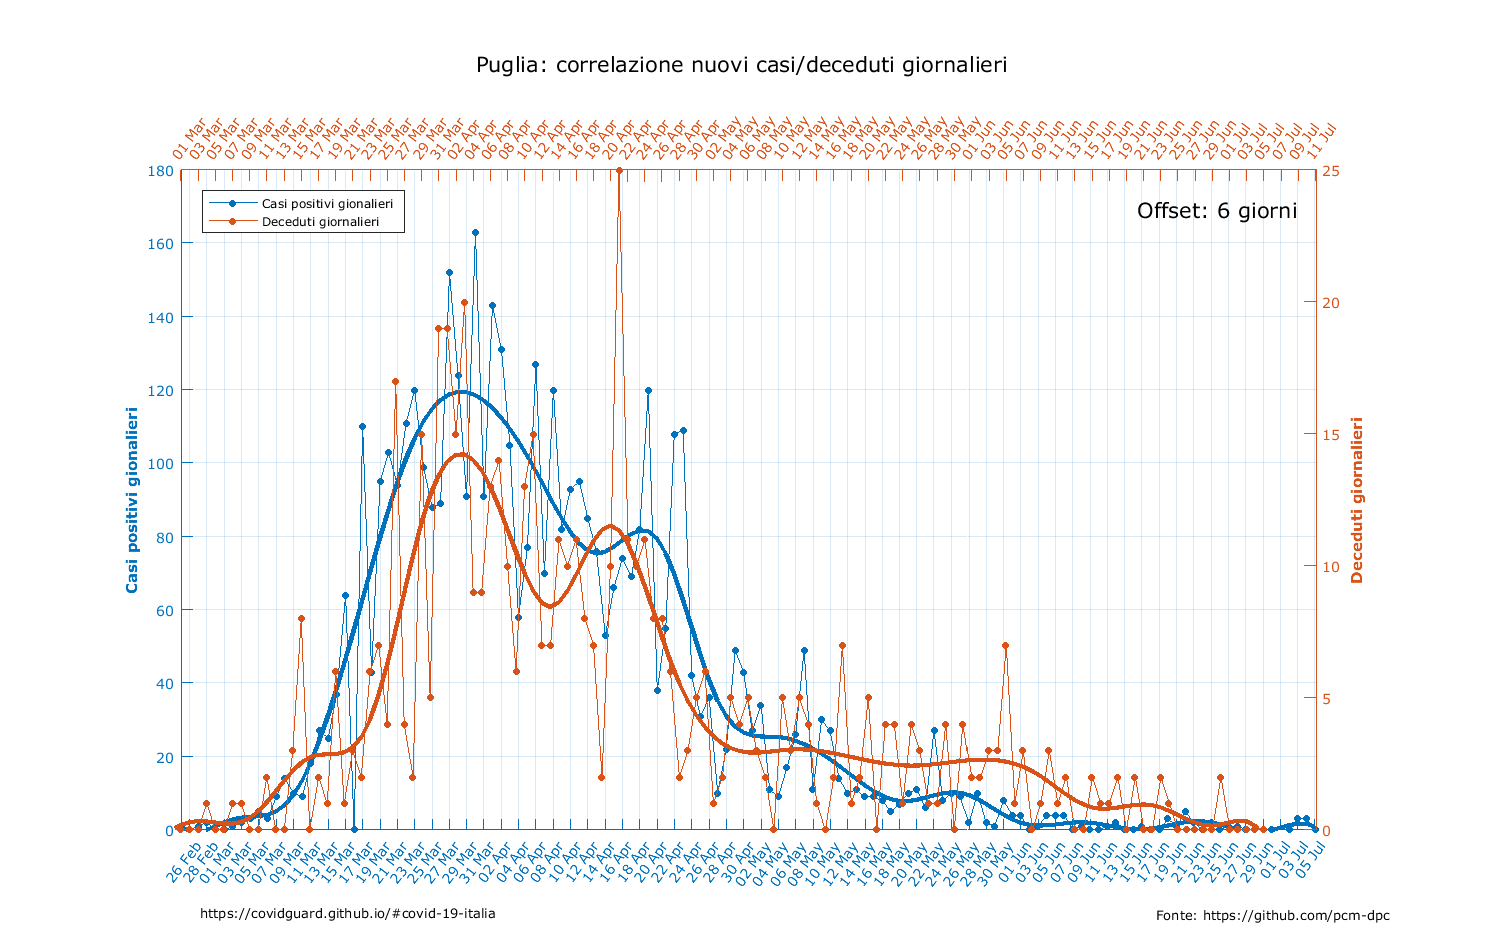 Puglia: correlazione nuovi casi/deceduti giornalieri
01 Mar
03 Mar
05 Mar
07 Mar
09 Mar
11 Mar
13 Mar
15 Mar
17 Mar
19 Mar
21 Mar
23 Mar
25 Mar
27 Mar
29 Mar
31 Mar
02 Apr
04 Apr
06 Apr
08 Apr
10 Apr
12 Apr
14 Apr
16 Apr
18 Apr
20 Apr
22 Apr
24 Apr
26 Apr
28 Apr
30 Apr
02 May
04 May
06 May
08 May
10 May
12 May
14 May
16 May
18 May
20 May
22 May
24 May
26 May
28 May
30 May
01 Jun
03 Jun
05 Jun
07 Jun
09 Jun
11 Jun
13 Jun
15 Jun
17 Jun
19 Jun
21 Jun
23 Jun
25 Jun
27 Jun
29 Jun
01 Jul
03 Jul
05 Jul
07 Jul
09 Jul
11 Jul
180
160
140
120
100
80
60
40
20
0
Casi positivi gionalieri
Casi positivi gionalieri
Deceduti giornalieri
Offset: 6 giorni
25
20
15
10
5
0
Deceduti giornalieri
26 Feb
28 Feb
01 Mar
03 Mar
05 Mar
07 Mar
09 Mar
11 Mar
13 Mar
15 Mar
17 Mar
19 Mar
21 Mar
23 Mar
25 Mar
27 Mar
29 Mar
31 Mar
02 Apr
04 Apr
06 Apr
08 Apr
10 Apr
12 Apr
14 Apr
16 Apr
18 Apr
20 Apr
22 Apr
24 Apr
26 Apr
28 Apr
30 Apr
02 May
04 May
06 May
08 May
10 May
12 May
14 May
16 May
18 May
20 May
22 May
24 May
26 May
28 May
30 May
01 Jun
03 Jun
05 Jun
07 Jun
09 Jun
11 Jun
13 Jun
15 Jun
17 Jun
19 Jun
21 Jun
23 Jun
25 Jun
27 Jun
29 Jun
01 Jul
03 Jul
05 Jul
https://covidguard.github.io/#covid-19-italia
Fonte: https://github.com/pcm-dpc